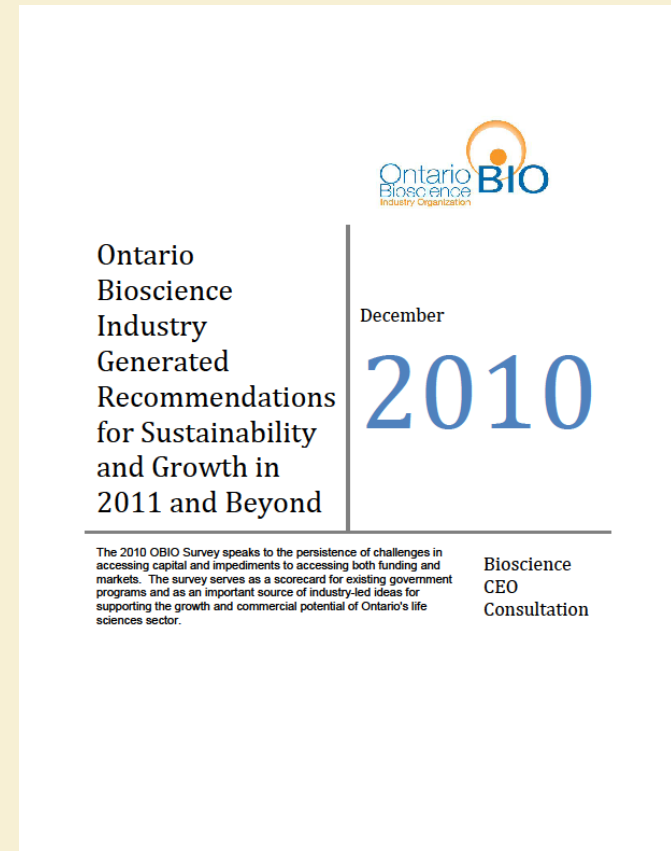 Ontario
Bioscience
BIO
Industry Organization
Ontario
Bioscience
Industry
Generated
Recommendations
for Sustainability
and Growth in
2011 and Beyond
December
2010
The 2010 OBIO Survey speaks to the persistence of challenges in
accessing capital and impediments to accessing both funding and
markets.  The survey serves as a scorecard for existing government
programs and as an important source of industry-led ideas for
supporting the growth and commercial potential of Ontario's life
sciences sector.
Bioscience
CEO
Consultation